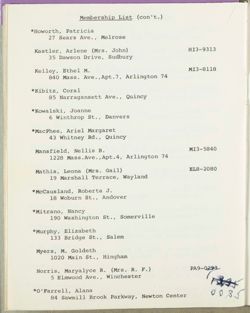 Membership List (con't.)
*Howorth, Patricia
27 Sears Ave., Melrose
Kestler, Arlene (Mrs. John) HI3-9313
35 Dawson Drive, Sudbury
Kelley, Ethel M. MI3-8118
840 Mass. Ave., Apt.7, Arlington 74
*Kibitz, Coral
85 Narragansett Ave., Quincy
*Kowalski, Joanne
6 Winthrop St., Danvers
*MacPhee, Ariel Margaret
43 Whitney Rd., Quincy
Mansfield, Nellie B. MI3-5840
1228 Mass.Ave.,Apt.4, Arlington 74
Mathis, Leona (Mrs. Gail) EL8-2080
19 Marshall Terrace, Wayland
*McCausland, Roberta J.
18 Woburn St., Andover
*Mitrano, Nancy
190 Washington St., Somerville
*Murphy, Elizabeth
133 Bridge St., Salem
Myers, M. Goldeth
1020 Main St., Hingham
Norris, Maryalyce B. (Mrs. R. F.)
5 Elmwood Ave., Winchester
*O'Farrell, Alana
84 Sawmill Brook Parkway, Newton Center